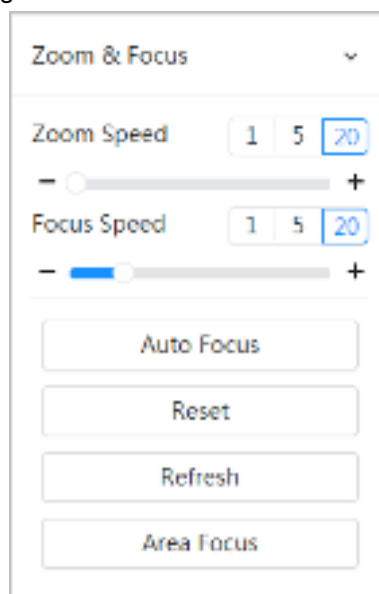 Zoom & Focus
Zoom Speed 1 5 20
− +
Focus Speed 1 5 20
− +
Auto Focus
Reset
Refresh
Area Focus